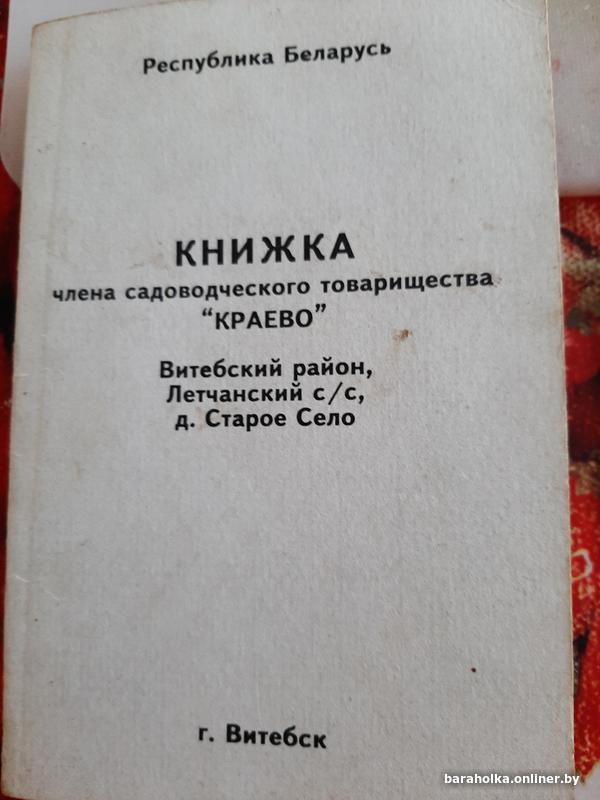 Республика Беларусь
КНИЖКА
члена садоводческого товарищества
“КРАЕВО”
Витебский район,
Летчанский с/с,
д. Старое Село
г. Витебск
baraholka.onliner.by